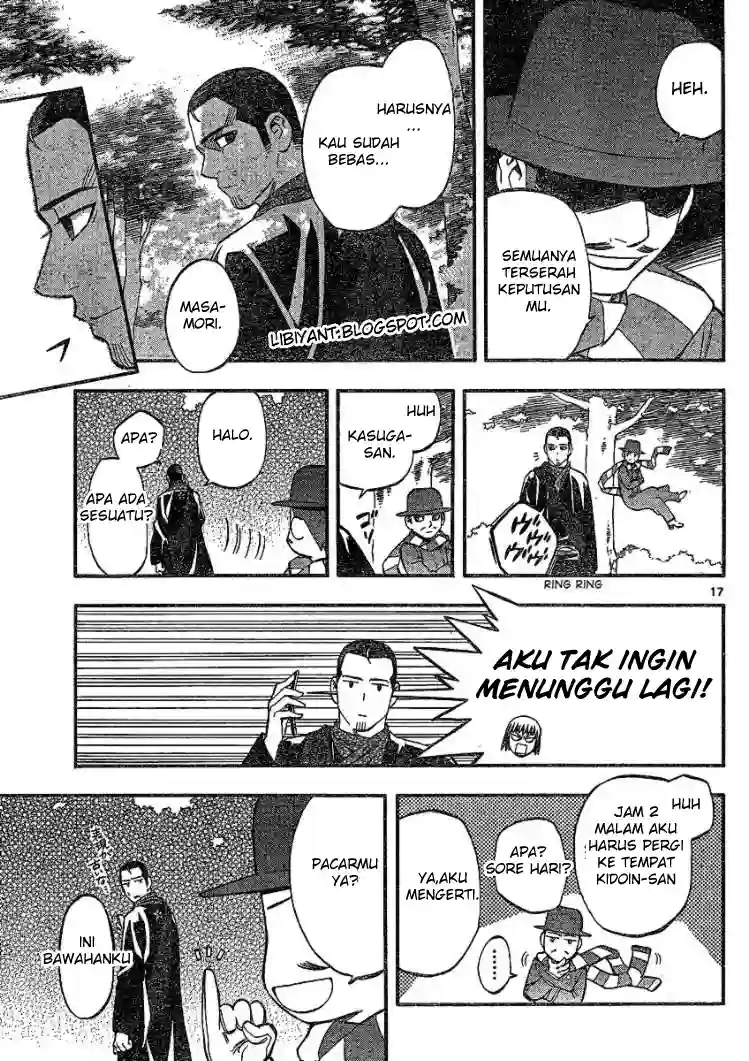 HEH.
SEMUANYA
TERSERAH
KEPUTUSAN
MU.
HARUSNYA
...
KAU SUDAH
BEBAS...
MASA-
MORI.
LIBIYANT.BLOGSPOT.COM
RING RING
17
HUH
KASUGA-
SAN.
HALO.
APA?
APA ADA
SESUATU?
AKU TAK INGIN
MENUNGGU LAGI!
HUH
JAM 2
MALAM AKU
HARUS PERGI
KE TEMPAT
KIDOIN-SAN
APA?
SORE HARI?
YA,AKU
MENGERTI.
......
PACARMU
YA?
INI
BAWAHANKU